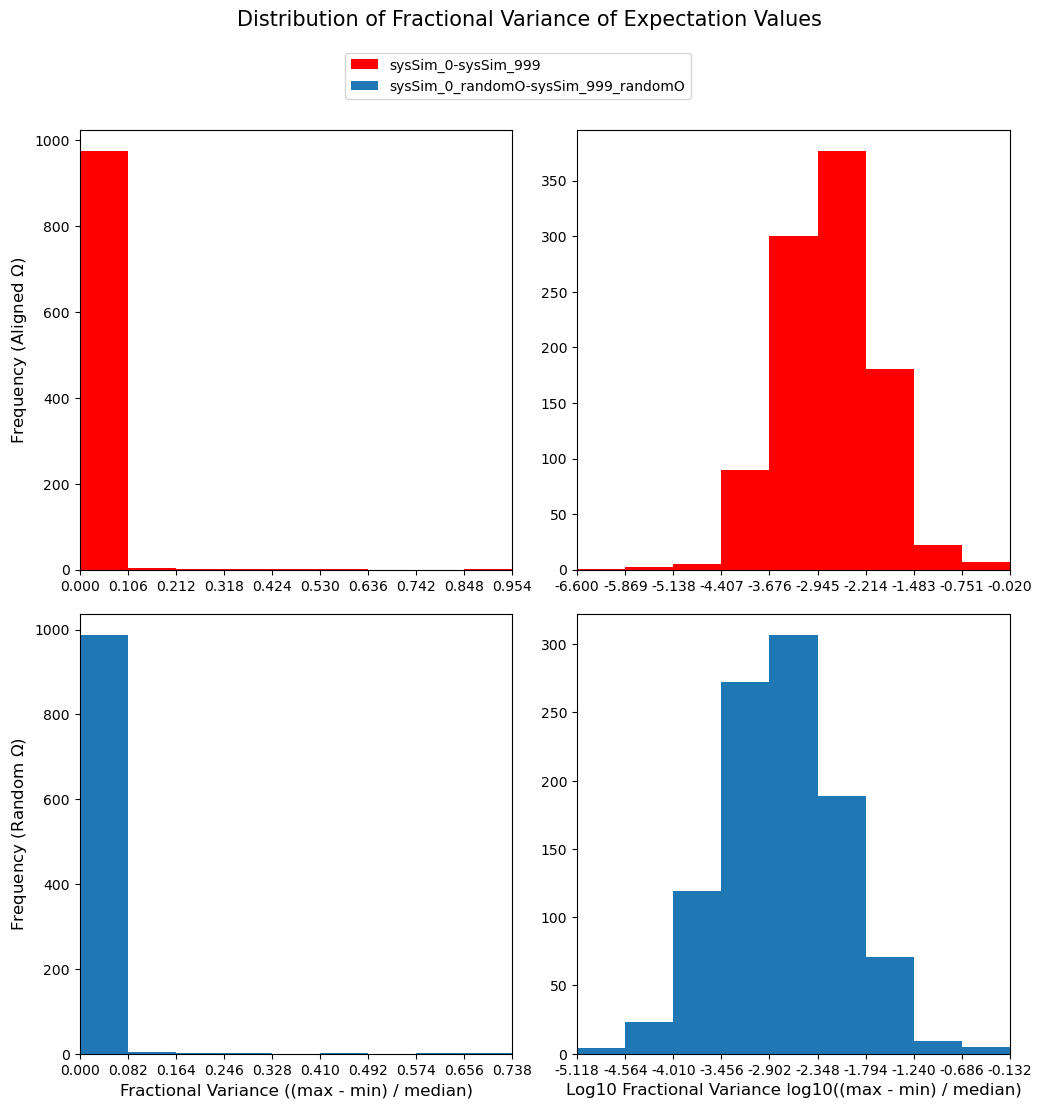 Distribution of Fractional Variance of Expectation Values
sysSim_0-sysSim_999
sysSim_0_randomO-sysSim_999_randomO
Frequency (Aligned Ω)
1000
800
600
400
200
0
0.000 0.106 0.212 0.318 0.424 0.530 0.636 0.742 0.848 0.954
350
300
250
200
150
100
50
0
-6.600 -5.869 -5.138 -4.407 -3.676 -2.945 -2.214 -1.483 -0.751 -0.020
Frequency (Random Ω)
1000
800
600
400
200
0
0.000 0.082 0.164 0.246 0.328 0.410 0.492 0.574 0.656 0.738
Fractional Variance ((max - min) / median)
300
250
200
150
100
50
0
-5.118 -4.564 -4.010 -3.456 -2.902 -2.348 -1.794 -1.240 -0.686 -0.132
Log10 Fractional Variance log10((max - min) / median)